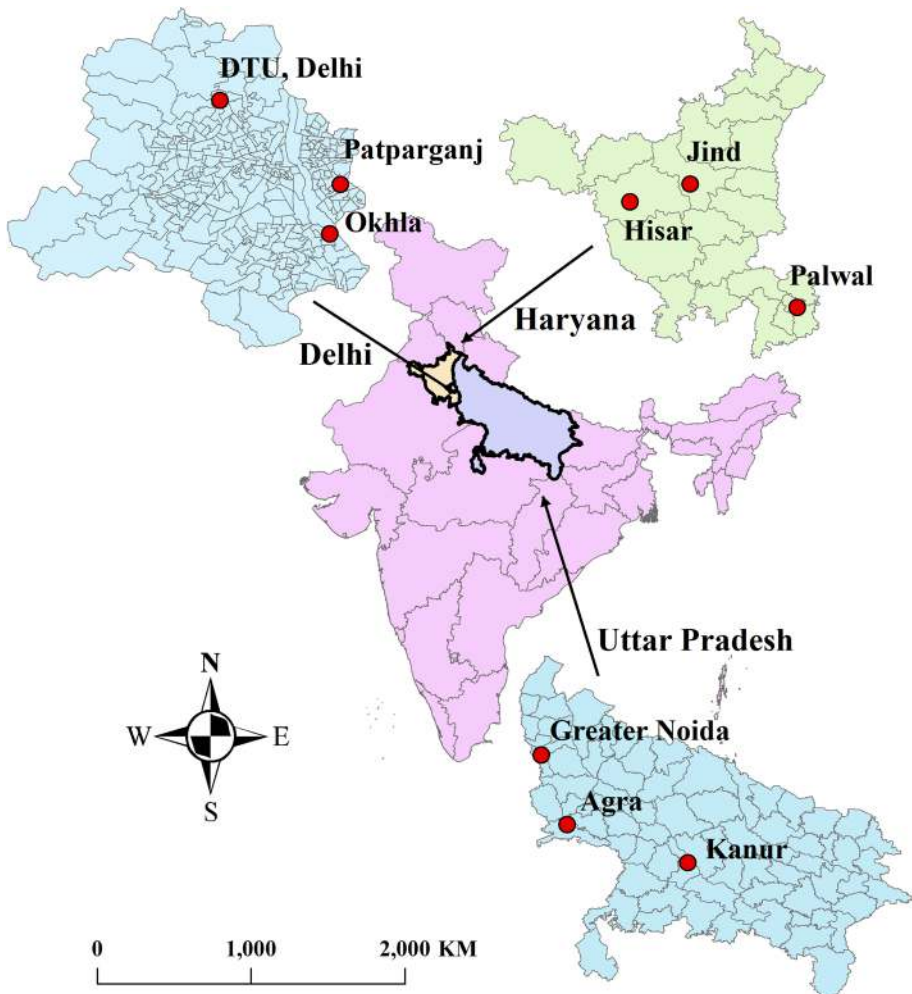 DTU, Delhi
Patparganj
Okhla
Jind
Hisar
Palwal
Haryana
Delhi
Uttar Pradesh
N
W E
S
Greater Noida
Agra
Kanur
0 1,000 2,000 KM